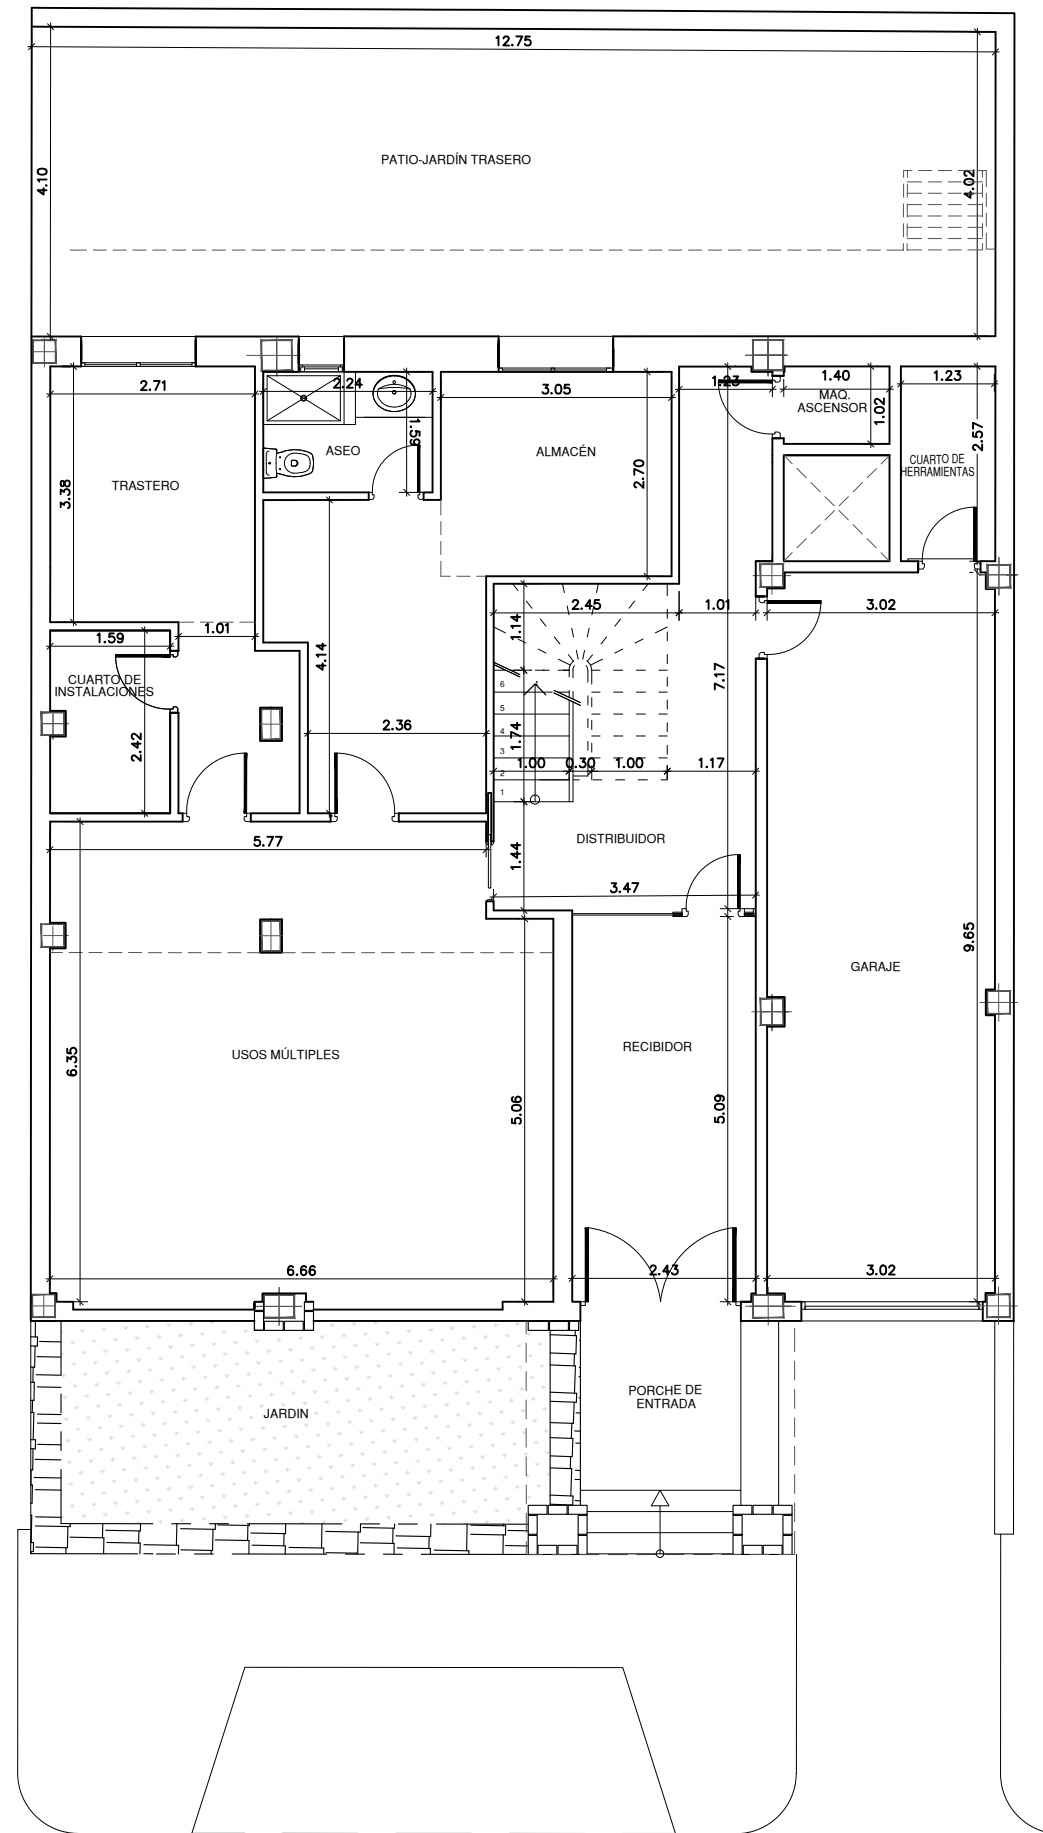 12.75
PATIO-JARDÍN TRASERO
4.10
4.02
2.71
2.24
3.05
1.23
1.40
1.23
MAQ.
ASCENSOR
1.02
1.59
2.57
ASEO
ALMACÉN
CUARTO DE
HERRAMIENTAS
TRASTERO
3.38
2.70
2.45
1.01
3.02
1.14
1.59
1.01
4.14
7.17
CUARTO DE
INSTALACIONES
6
5
4
3
2
1
2.42
2.36
1.74
1.00
0.30
1.00
1.17
5.77
DISTRIBUIDOR
1.44
3.47
9.65
GARAJE
USOS MÚLTIPLES
RECIBIDOR
6.35
5.06
5.09
6.66
2.43
3.02
PORCHE DE
ENTRADA
JARDIN